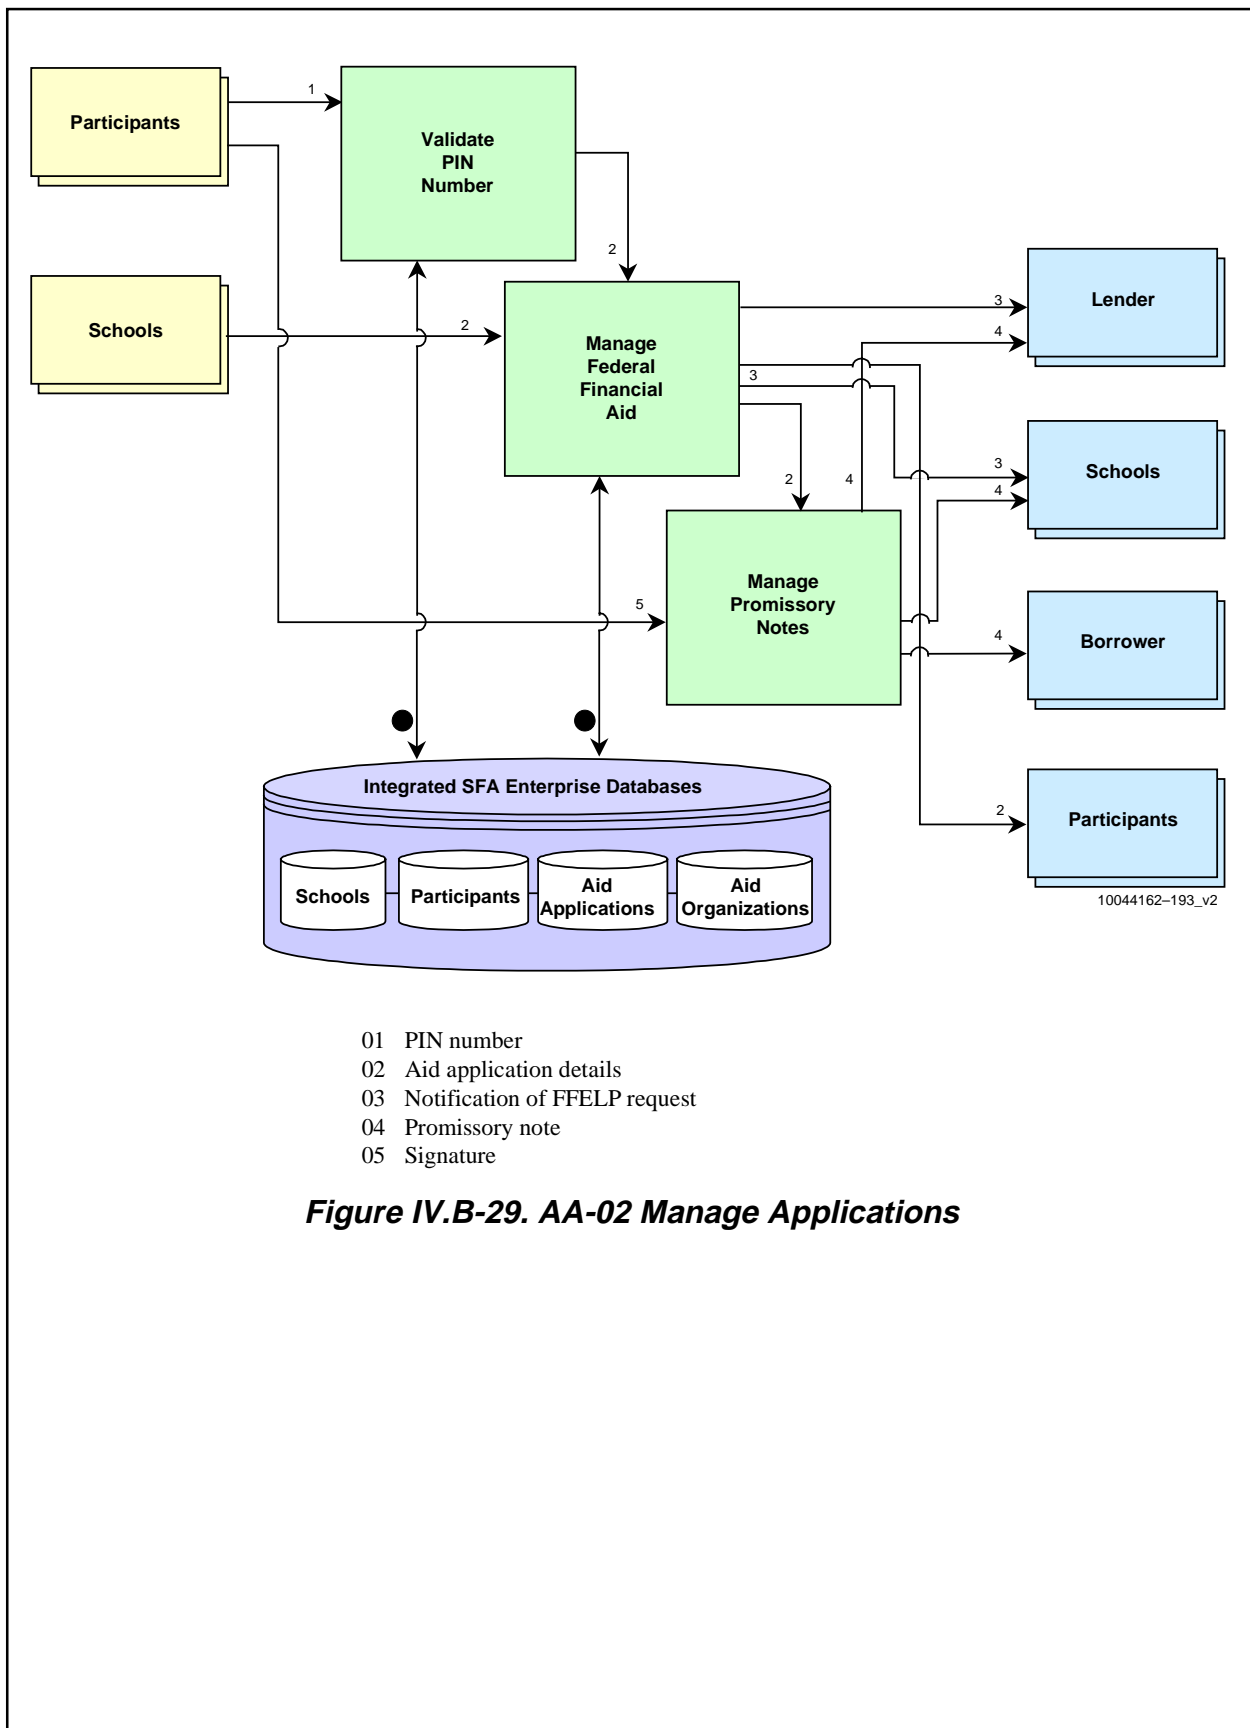 Participants
1
Validate
PIN
Number
2
Schools
2
Manage
Federal
Financial
Aid
3
Lender
4
3
2
4
3
Schools
4
Manage
Promissory
Notes
5
4
Borrower
2
Participants
10044162–193_v2
Integrated SFA Enterprise Databases
Schools
Participants
Aid
Applications
Aid
Organizations
01 PIN number
02 Aid application details
03 Notification of FFELP request
04 Promissory note
05 Signature
Figure IV.B-29. AA-02 Manage Applications